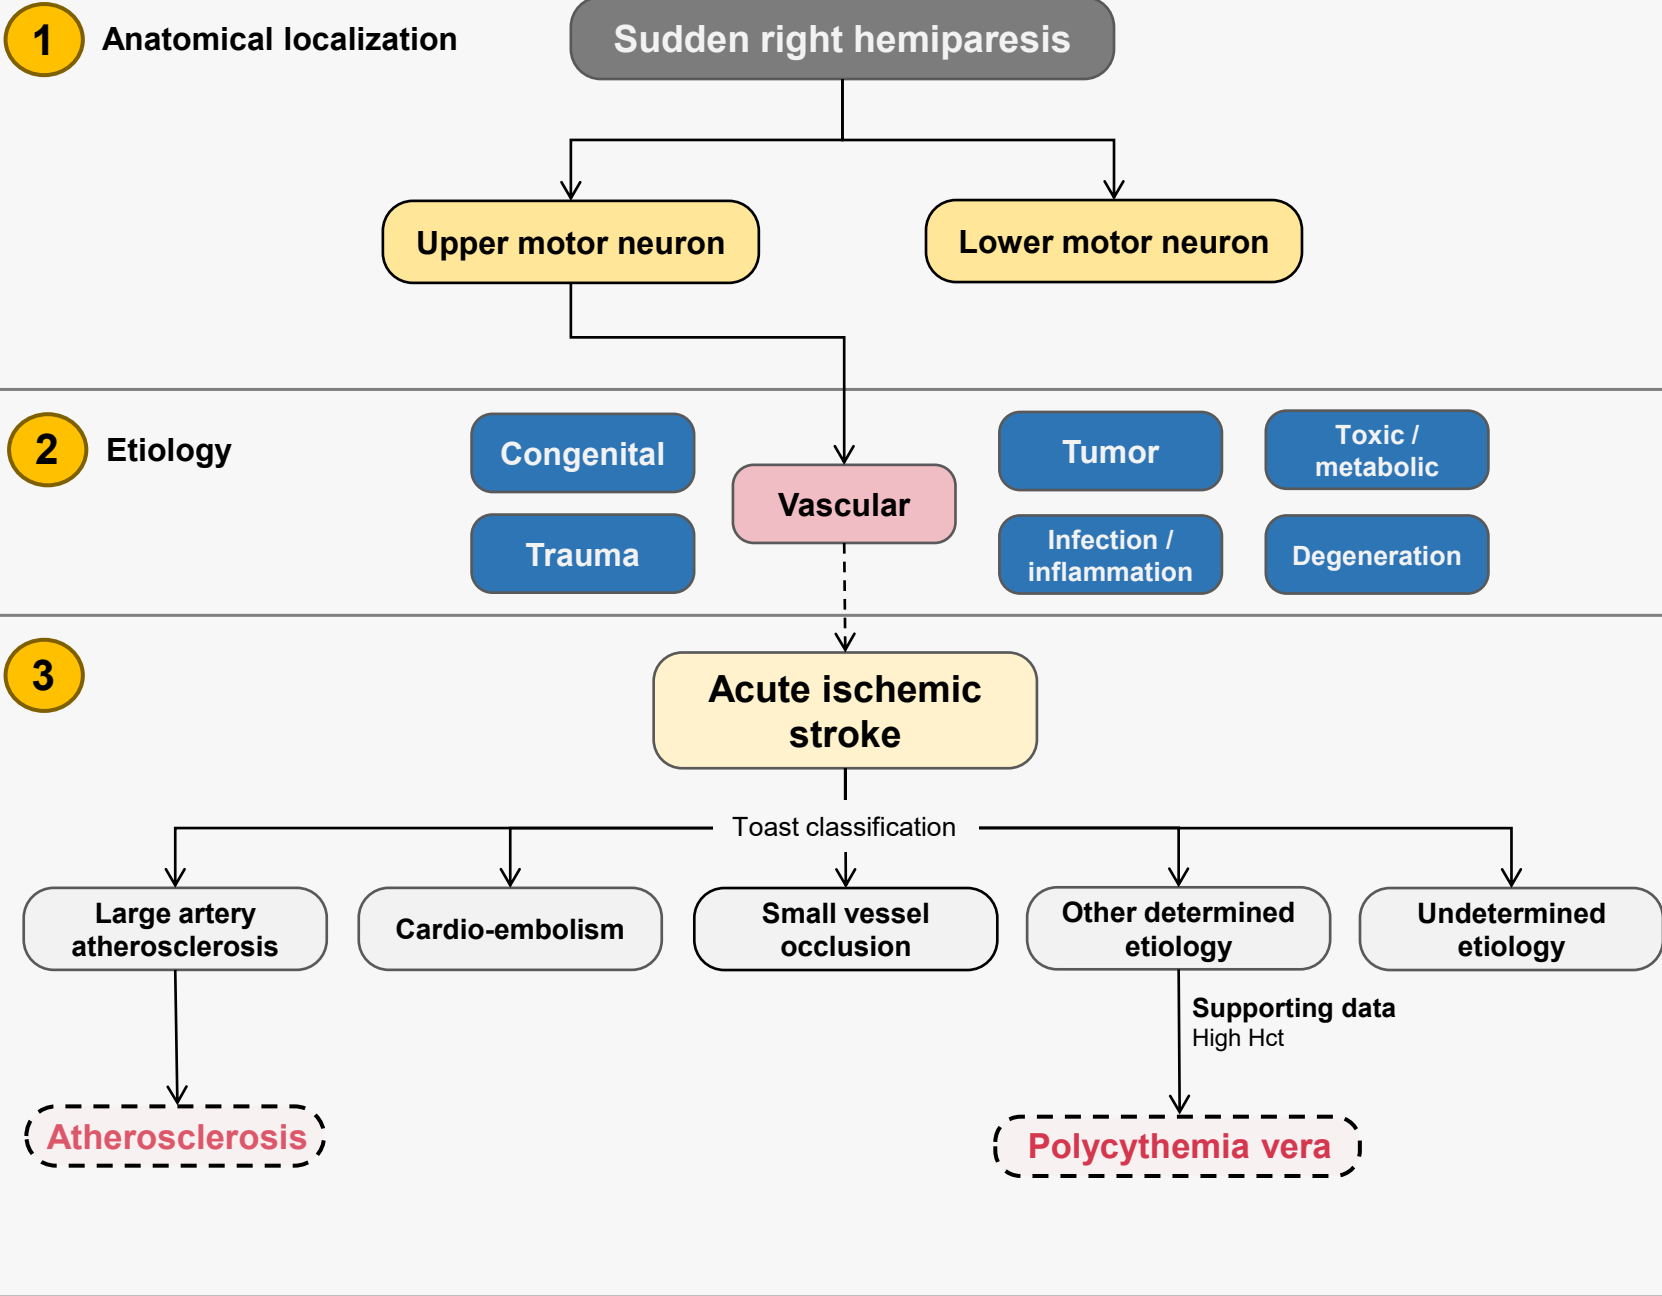 1
Anatomical localization
Sudden right hemiparesis
Upper motor neuron
Lower motor neuron
2
Etiology
Congenital
Trauma
Vascular
Tumor
Infection /
inflammation
Toxic /
metabolic
Degeneration
3
Acute ischemic
stroke
Toast classification
Large artery
atherosclerosis
Cardio-embolism
Small vessel
occlusion
Other determined
etiology
Undetermined
etiology
Supporting data
High Hct
Atherosclerosis
Polycythemia vera